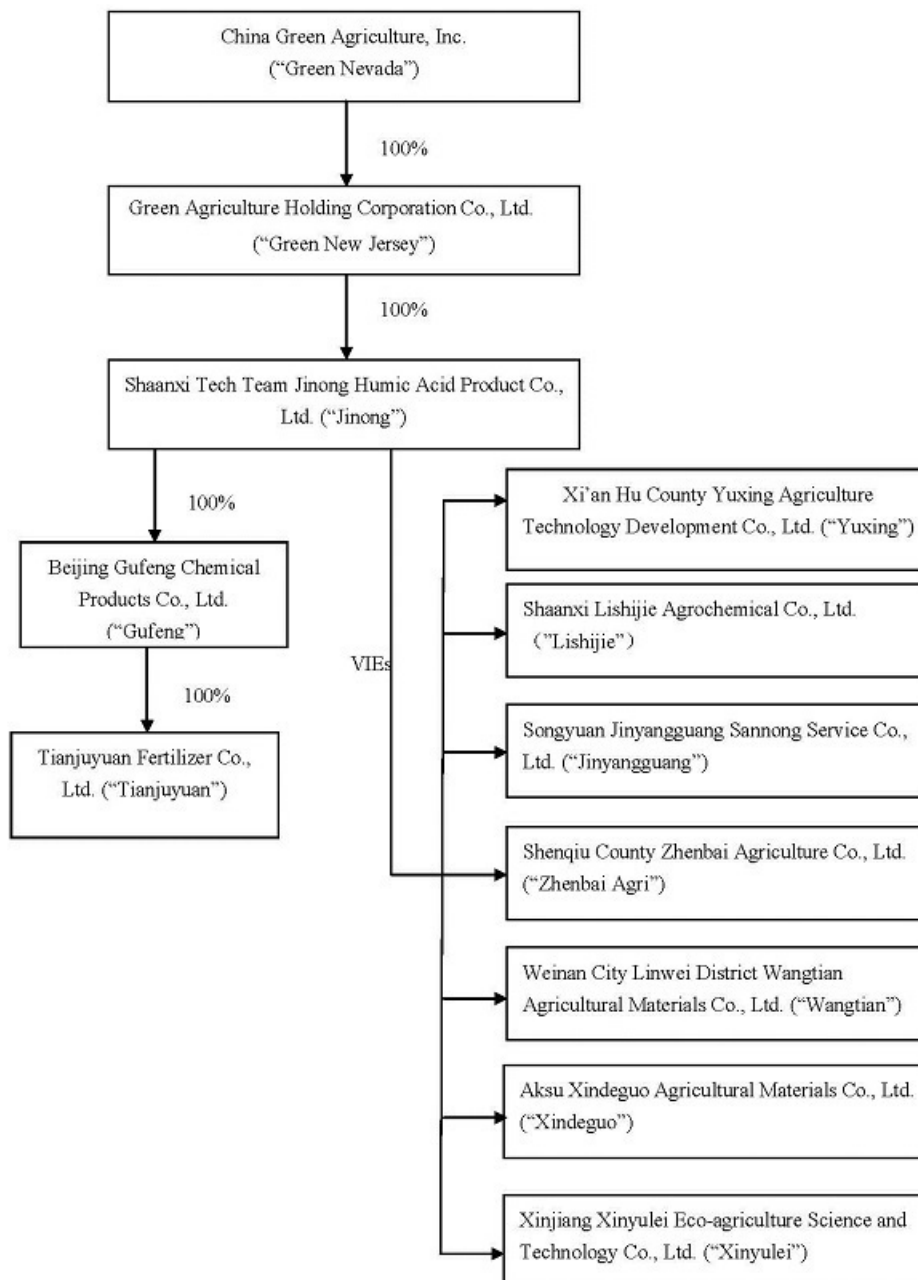 China Green Agriculture, Inc.
(“Green Nevada”)
100%
Green Agriculture Holding Corporation Co., Ltd.
(“Green New Jersey”)
100%
Shaanxi Tech Team Jinong Humic Acid Product Co.,
Ltd. (“Jinong”)
100%
Beijing Gufeng Chemical
Products Co., Ltd.
(“Gufeng”)
100%
Tianjuyuan Fertilizer Co.,
Ltd. (“Tianjuyuan”)
VIEs
Xi’an Hu County Yuxing Agriculture
Technology Development Co., Ltd. (“Yuxing”)
Shaanxi Lishijie Agrochemical Co., Ltd.
(”Lishijie”）
Songyuan Jinyangguang Sannong Service Co.,
Ltd. (“Jinyangguang”)
Shenqiu County Zhenbai Agriculture Co., Ltd.
(“Zhenbai Agri”)
Weinan City Linwei District Wangtian
Agricultural Materials Co., Ltd. (“Wangtian”)
Aksu Xindeguo Agricultural Materials Co., Ltd.
(“Xindeguo”)
Xinjiang Xinyulei Eco-agriculture Science and
Technology Co., Ltd. (“Xinyulei”)